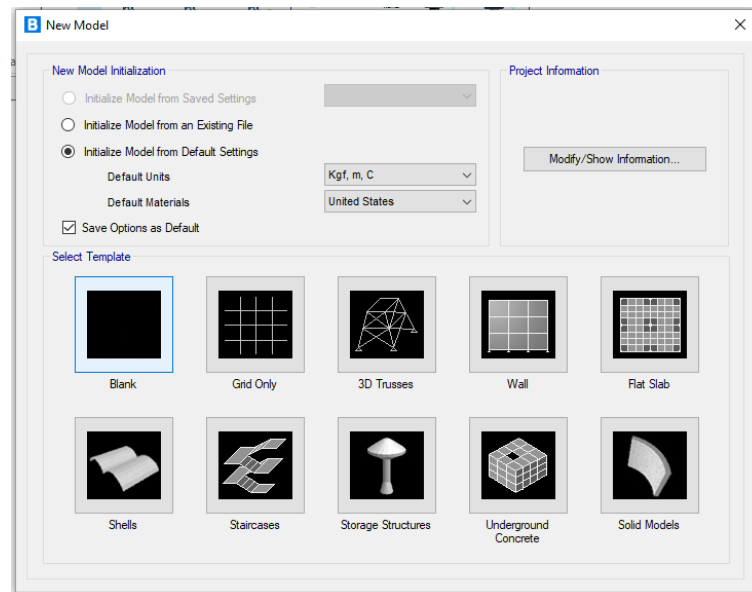 B New Model
New Model Initialization
Project Information
Initialize Model from Saved Settings
Initialize Model from an Existing File
Initialize Model from Default Settings
Modify/Show Information...
Default Units
Kgf, m, C
Default Materials
United States
Save Options as Default
Select Template
Blank
Grid Only
3D Trusses
Wall
Flat Slab
Shells
Staircases
Storage Structures
Underground
Concrete
Solid Models